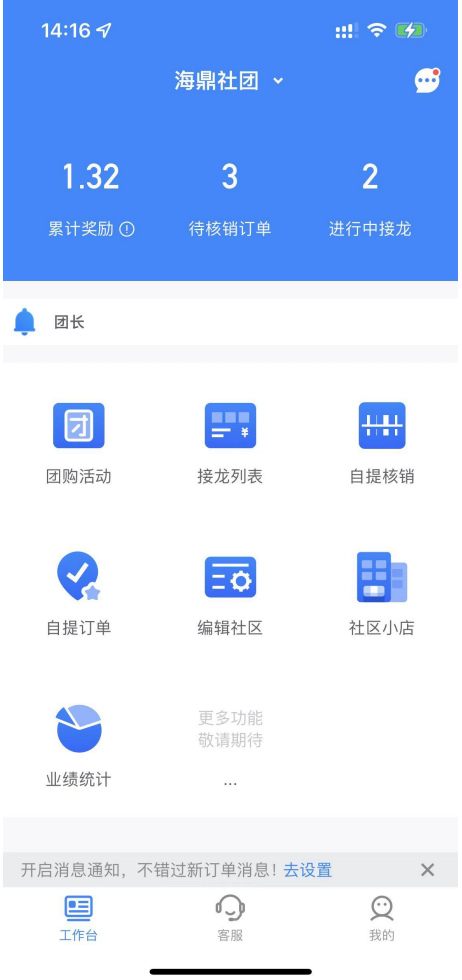 14:16
海鼎社团
1.32 3 2
累计奖励 待核销订单 进行中接龙
团长
团
¥
团购活动 接龙列表 自提核销
自提订单 编辑社区 社区小店
更多功能
敬请期待
业绩统计 ...
开启消息通知，不错过新订单消息！去设置
工作台 客服 我的